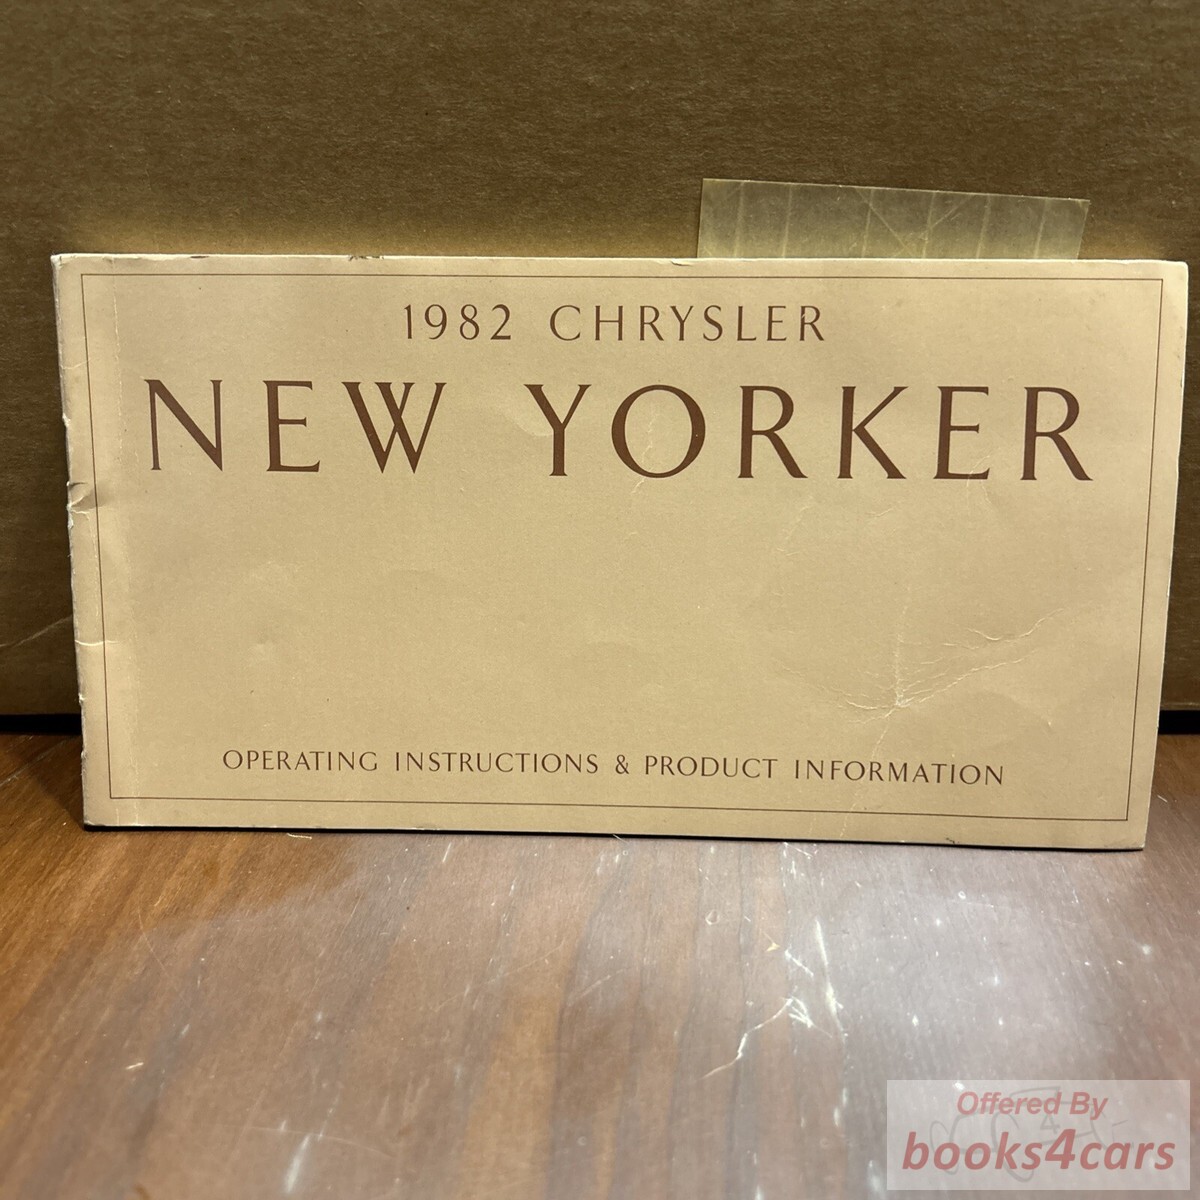 1982 CHRYSLER
NEW YORKER
OPERATING INSTRUCTIONS & PRODUCT INFORMATION
Offered By
books4cars